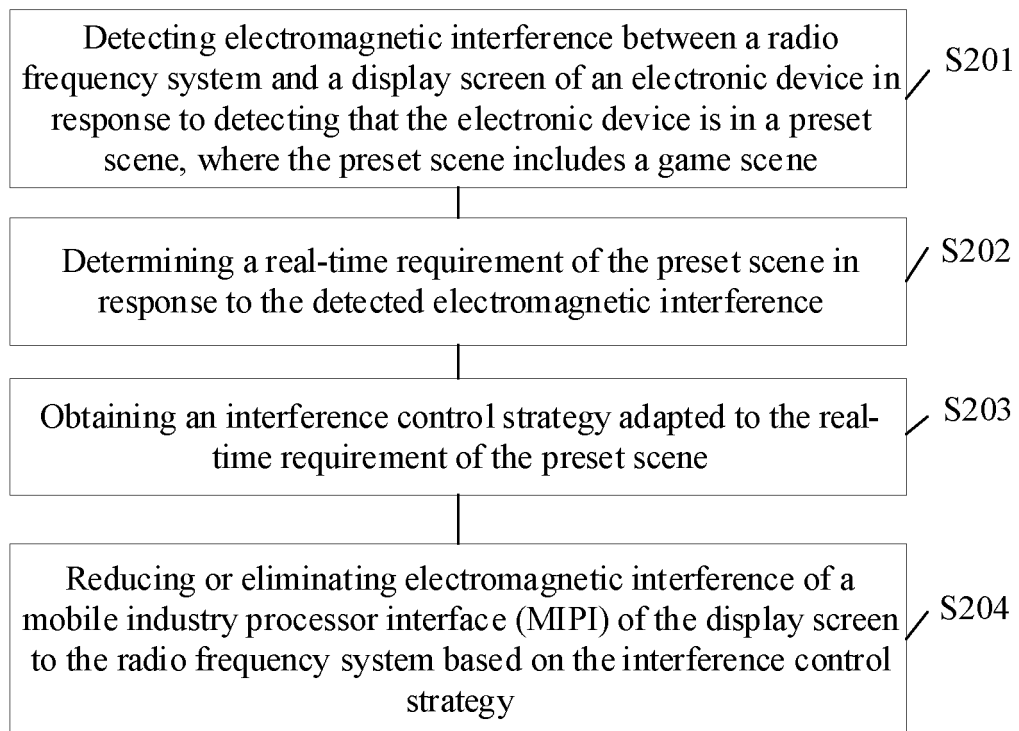 Detecting electromagnetic interference between a radio
frequency system and a display screen of an electronic device in
response to detecting that the electronic device is in a preset
scene, where the preset scene includes a game scene
S201
Determining a real-time requirement of the preset scene in
response to the detected electromagnetic interference
S202
Obtaining an interference control strategy adapted to the real-
time requirement of the preset scene
S203
Reducing or eliminating electromagnetic interference of a
mobile industry processor interface (MIPI) of the display screen
to the radio frequency system based on the interference control
strategy
S204